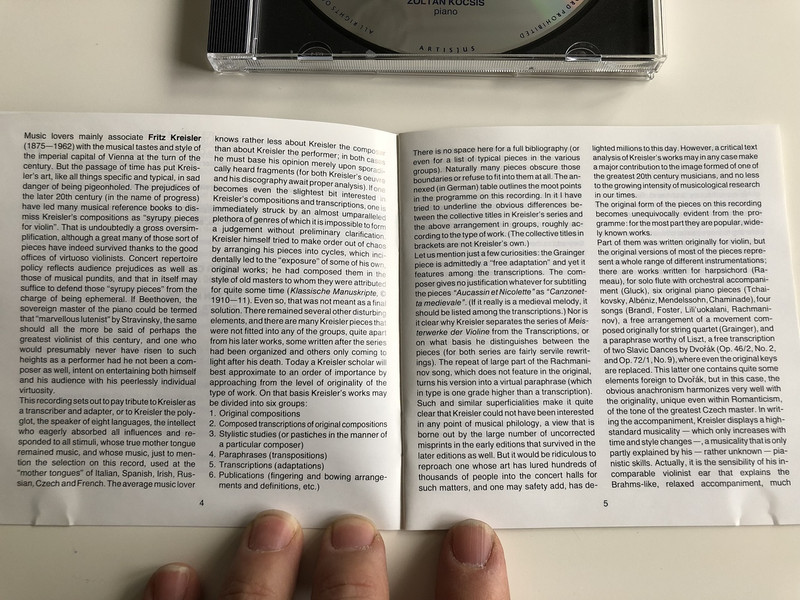 ALL RIGHTS O
ZOLTÁN KOCSIS
piano
D PROHIBITED
ARTISJUS
Music lovers mainly associate Fritz Kreisler
(1875—1962) with the musical tastes and style of
the imperial capital of Vienna at the turn of the
century. But the passage of time has put Kreis-
ler's art, like all things specific and typical, in sad
danger of being pigeonholed. The prejudices of
the later 20th century (in the name of progress)
have led many musical reference books to dis-
miss Kreisler's compositions as "syrupy pieces
for violin". That is undoubtedly a gross oversim-
plification, although a great many of those sort of
pieces have indeed survived thanks to the good
offices of virtuoso violinists. Concert repertoire
policy reflects audience prejudices as well as
those of musical pundits, and that in itself may
suffice to defend those "syrupy pieces" from the
charge of being ephemeral. If Beethoven, the
sovereign master of the piano could be termed
that "marvellous lutenist" by Stravinsky, the same
should all the more be said of perhaps the
greatest violinist of this century, and one who
would presumably never have risen to such
heights as a performer had he not been a com-
poser as well, intent on entertaining both himself
and his audience with his peerlessly individual
virtuosity.
This recording sets out to pay tribute to Kreisler as
a transcriber and adapter, or to Kreisler the poly-
glot, the speaker of eight languages, the intellect
who eagerly absorbed all influences and re-
sponded to all stimuli, whose true mother tongue
remained music, and whose music, just to men-
tion the selection on this record, used at the
"mother tongues" of Italian, Spanish, Irish, Rus-
sian, Czech and French. The average music lover
4
knows rather less about Kreisler the composer
than about Kreisler the performer; in both cases
he must base his opinion merely upon sporadi-
cally heard fragments (for both Kreisler's oeuvre
and his discography await proper analysis). If one
becomes even the slightest bit interested in
Kreisler's compositions and transcriptions, one is
immediately struck by an almost unparalleled
plethora of genres of which it is impossible to form
a judgement without preliminary clarification.
Kreisler himself tried to make order out of chaos
by arranging his pieces into cycles, which inci-
dentally led to the "exposure" of some of his own,
original works; he had composed them in the
style of old masters to whom they were attributed
for quite some time (Klassische Manuskripte, ©
1910—11). Even so, that was not meant as a final
solution. There remained several other disturbing
elements, and there are many Kreisler pieces that
were not fitted into any of the groups, quite apart
from his later works, some written after the series
had been organized and others only coming to
light after his death. Today a Kreisler scholar will
best approximate to an order of importance by
approaching from the level of originality of the
type of work. On that basis Kreisler's works may
be divided into six groups:
1. Original compositions
2. Composed transcriptions of original compositions
3. Stylistic studies (or pastiches in the manner of
a particular composer)
4. Paraphrases (transpositions)
5. Transcriptions (adaptations)
6. Publications (fingering and bowing arrange-
ments and definitions, etc.)
There is no space here for a full bibliography (or
even for a list of typical pieces in the various
groups). Naturally many pieces obscure those
boundaries or refuse to fit into them at all. The an-
nexed (in German) table outlines the moot points
in the programme on this recording. In it I have
tried to underline the obvious differences be-
tween the collective titles in Kreisler's series and
the above arrangement in groups, roughly ac-
cording to the type of work. (The collective titles in
brackets are not Kreisler's own.)
Let us mention just a few curiosities: the Grainger
piece is admittedly a "free adaptation" and yet it
features among the transcriptions. The com-
poser gives no justification whatever for subtitling
the pieces "Aucassin et Nicolette" as "Canzonet-
ta medievale". (If it really is a medieval melody, it
should be listed among the transcriptions.) Nor is
it clear why Kreisler separates the series of Meis-
terwerke der Violine from the Transcriptions, or
on what basis he distinguishes between the
pieces (for both series are fairly servile rewrit-
ings). The repeat of large part of the Rachmani-
nov song, which does not feature in the original,
turns his version into a virtual paraphrase (which
in type is one grade higher than a transcription).
Such and similar superficialities make it quite
clear that Kreisler could not have been interested
in any point of musical philology, a view that is
borne out by the large number of uncorrected
misprints in the early editions that survived in the
later editions as well. But it would be ridiculous to
reproach one whose art has lured hundreds of
thousands of people into the concert halls for
such matters, and one may safely add, has de-
lighted millions to this day. However, a critical text
analysis of Kreisler's works may in any case make
a major contribution to the image formed of one of
the greatest 20th century musicians, and no less
to the growing intensity of musicological research
in our times.
The original form of the pieces on this recording
becomes unequivocally evident from the pro-
gramme: for the most part they are popular, wide-
ly known works.
Part of them was written originally for violin, but
the original versions of most of the pieces repre-
sent a whole range of different instrumentations;
there are works written for harpsichord (Ra-
meau), for solo flute with orchestral accompani-
ment (Gluck), six original piano pieces (Tchai-
kovsky, Albéniz, Mendelssohn, Chaminade), four
songs (Brandl, Foster, Lili'uokalani, Rachmani-
nov), a free arrangement of a movement com-
posed originally for string quartet (Grainger), and
a paraphrase worthy of Liszt, a free transcription
of two Slavic Dances by Dvořák (Op. 46/2, No. 2,
and Op. 72/1, No. 9), where even the original keys
are replaced. This latter one contains quite some
elements foreign to Dvořák, but in this case, the
obvious anachronism harmonizes very well with
the originality, unique even within Romanticism,
of the tone of the greatest Czech master. In writ-
ing the accompaniment, Kreisler displays a high-
standard musicality — which only increases with
time and style changes —, a musicality that is only
partly explained by his — rather unknown — pia-
nistic skills. Actually, it is the sensibility of his in-
comparable violinist ear that explains the
Brahms-like, relaxed accompaniment, much
5